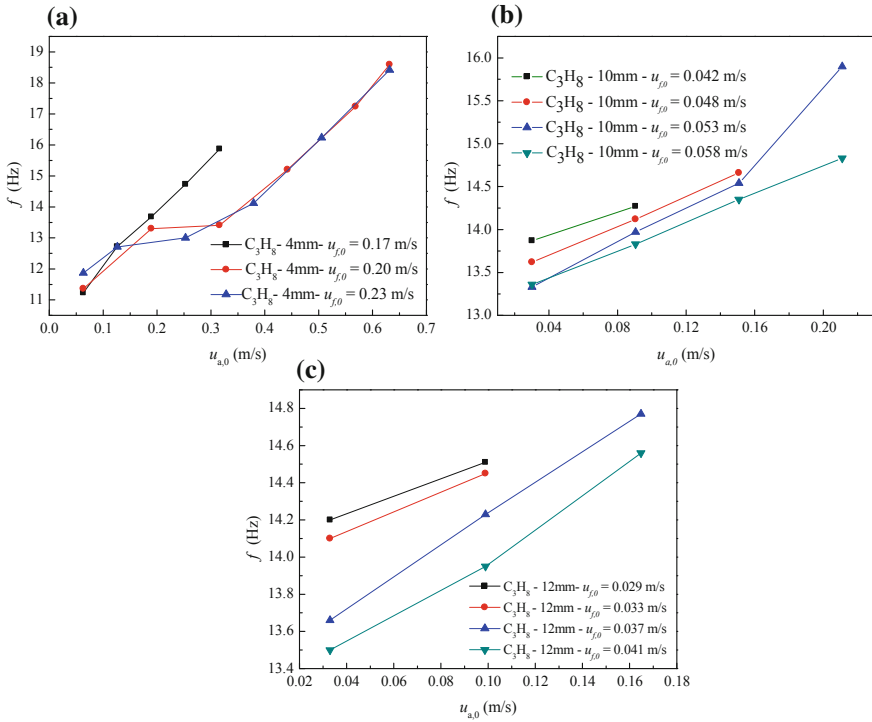 (a)
19
18
17
16
15
14
13
12
11
f (Hz)
C3H8- 4mm- uf,0 = 0.17 m/s
C3H8- 4mm- uf,0 = 0.20 m/s
C3H8- 4mm- uf,0 = 0.23 m/s
0.0 0.1 0.2 0.3 0.4 0.5 0.6 0.7
ua,0 (m/s)
(b)
16.0
15.5
15.0
14.5
14.0
13.5
13.0
f (Hz)
C3H8 - 10mm - uf,0 = 0.042 m/s
C3H8 - 10mm - uf,0 = 0.048 m/s
C3H8 - 10mm - uf,0 = 0.053 m/s
C3H8 - 10mm - uf,0 = 0.058 m/s
0.04 0.08 0.12 0.16 0.20
ua,0 (m/s)
(c)
14.8
14.6
14.4
14.2
14.0
13.8
13.6
13.4
f (Hz)
C3H8 - 12mm- uf,0 = 0.029 m/s
C3H8 - 12mm - uf,0 = 0.033 m/s
C3H8 - 12mm - uf,0 = 0.037 m/s
C3H8 - 12mm - uf,0 = 0.041 m/s
0.02 0.04 0.06 0.08 0.10 0.12 0.14 0.16 0.18
ua,0 (m/s)